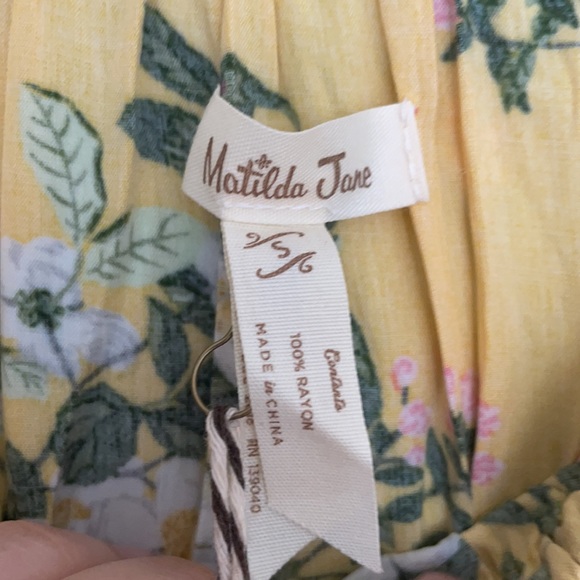 Matilda Jane
S
Contents
100% RAYON
MADE in CHINA
RN 139040